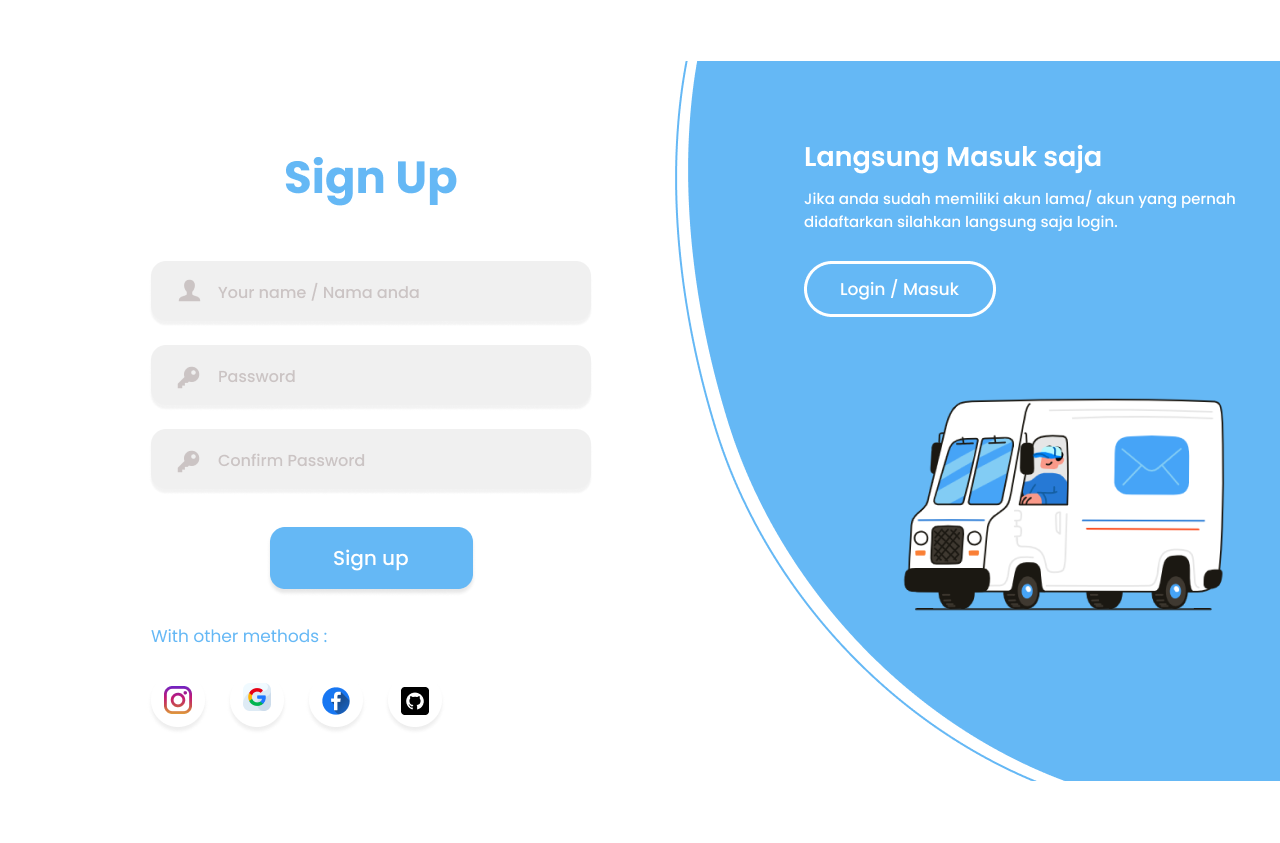 Sign Up
Your name / Nama anda
Password
Confirm Password
Sign up
With other methods :
Langsung Masuk saja
Jika anda sudah memiliki akun lama/ akun yang pernah
didaftarkan silahkan langsung saja login.
Login / Masuk